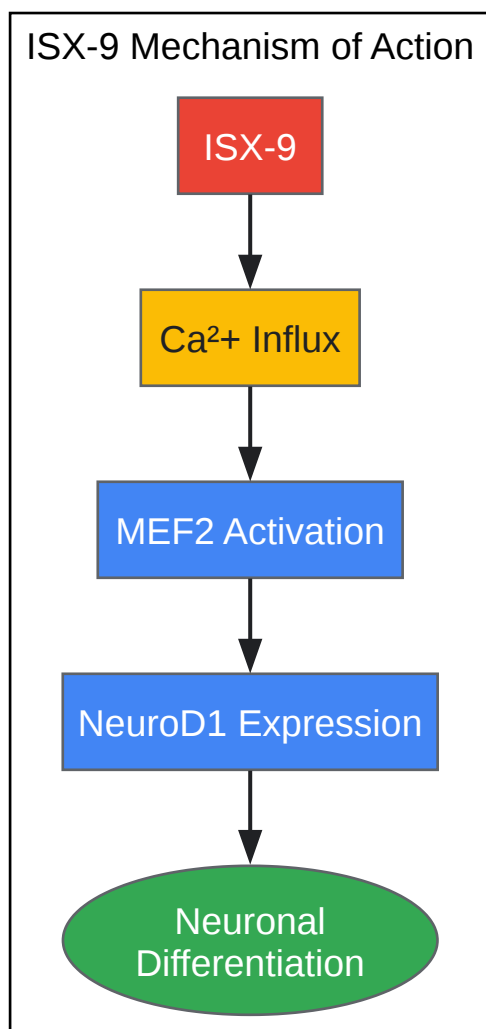 ISX-9 Mechanism of Action
ISX-9
Ca²+ Influx
MEF2 Activation
NeuroD1 Expression
Neuronal
Differentiation